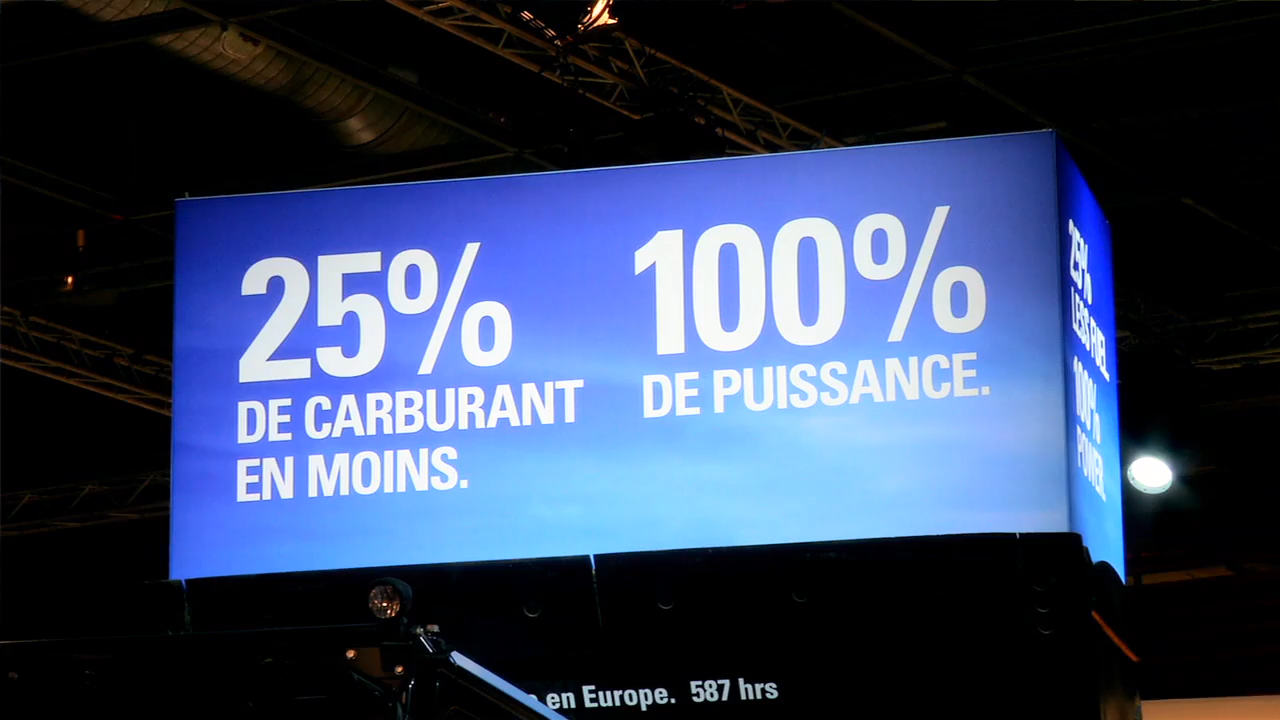 25%
DE CARBURANT
EN MOINS.
100%
DE PUISSANCE.
25%
LESS FUEL.
100%
POWER.
en Europe. 587 hrs